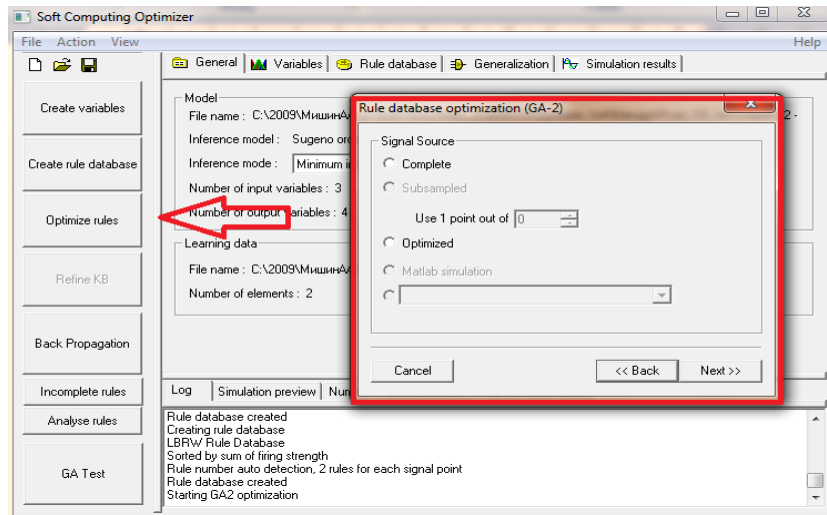 Soft Computing Optimizer
File Action View Help
General Variables Rule database Generalization Simulation results
Create variables
Create rule database
Optimize rules
Refine KB
Back Propagation
Incomplete rules
Analyse rules
GA Test
Model
File name : C:\2009\МишинА
2 -
Inference model : Sugeno
Inference mode : Minimum
Number of input variables : 3
Number of output variables : 4
Learning data
File name : C:\2009\МишинА
Number of elements : 2
Rule database optimization (GA-2)
Signal Source
Complete
Subsampled
Use 1 point out of 0
Optimized
Matlab simulation
Cancel << Back Next >>
Log Simulation preview
Rule database created
Creating rule database
LBRW Rule Database
Sorted by sum of firing strength
Rule number auto detection, 2 rules for each signal point
Rule database created
Starting GA2 optimization